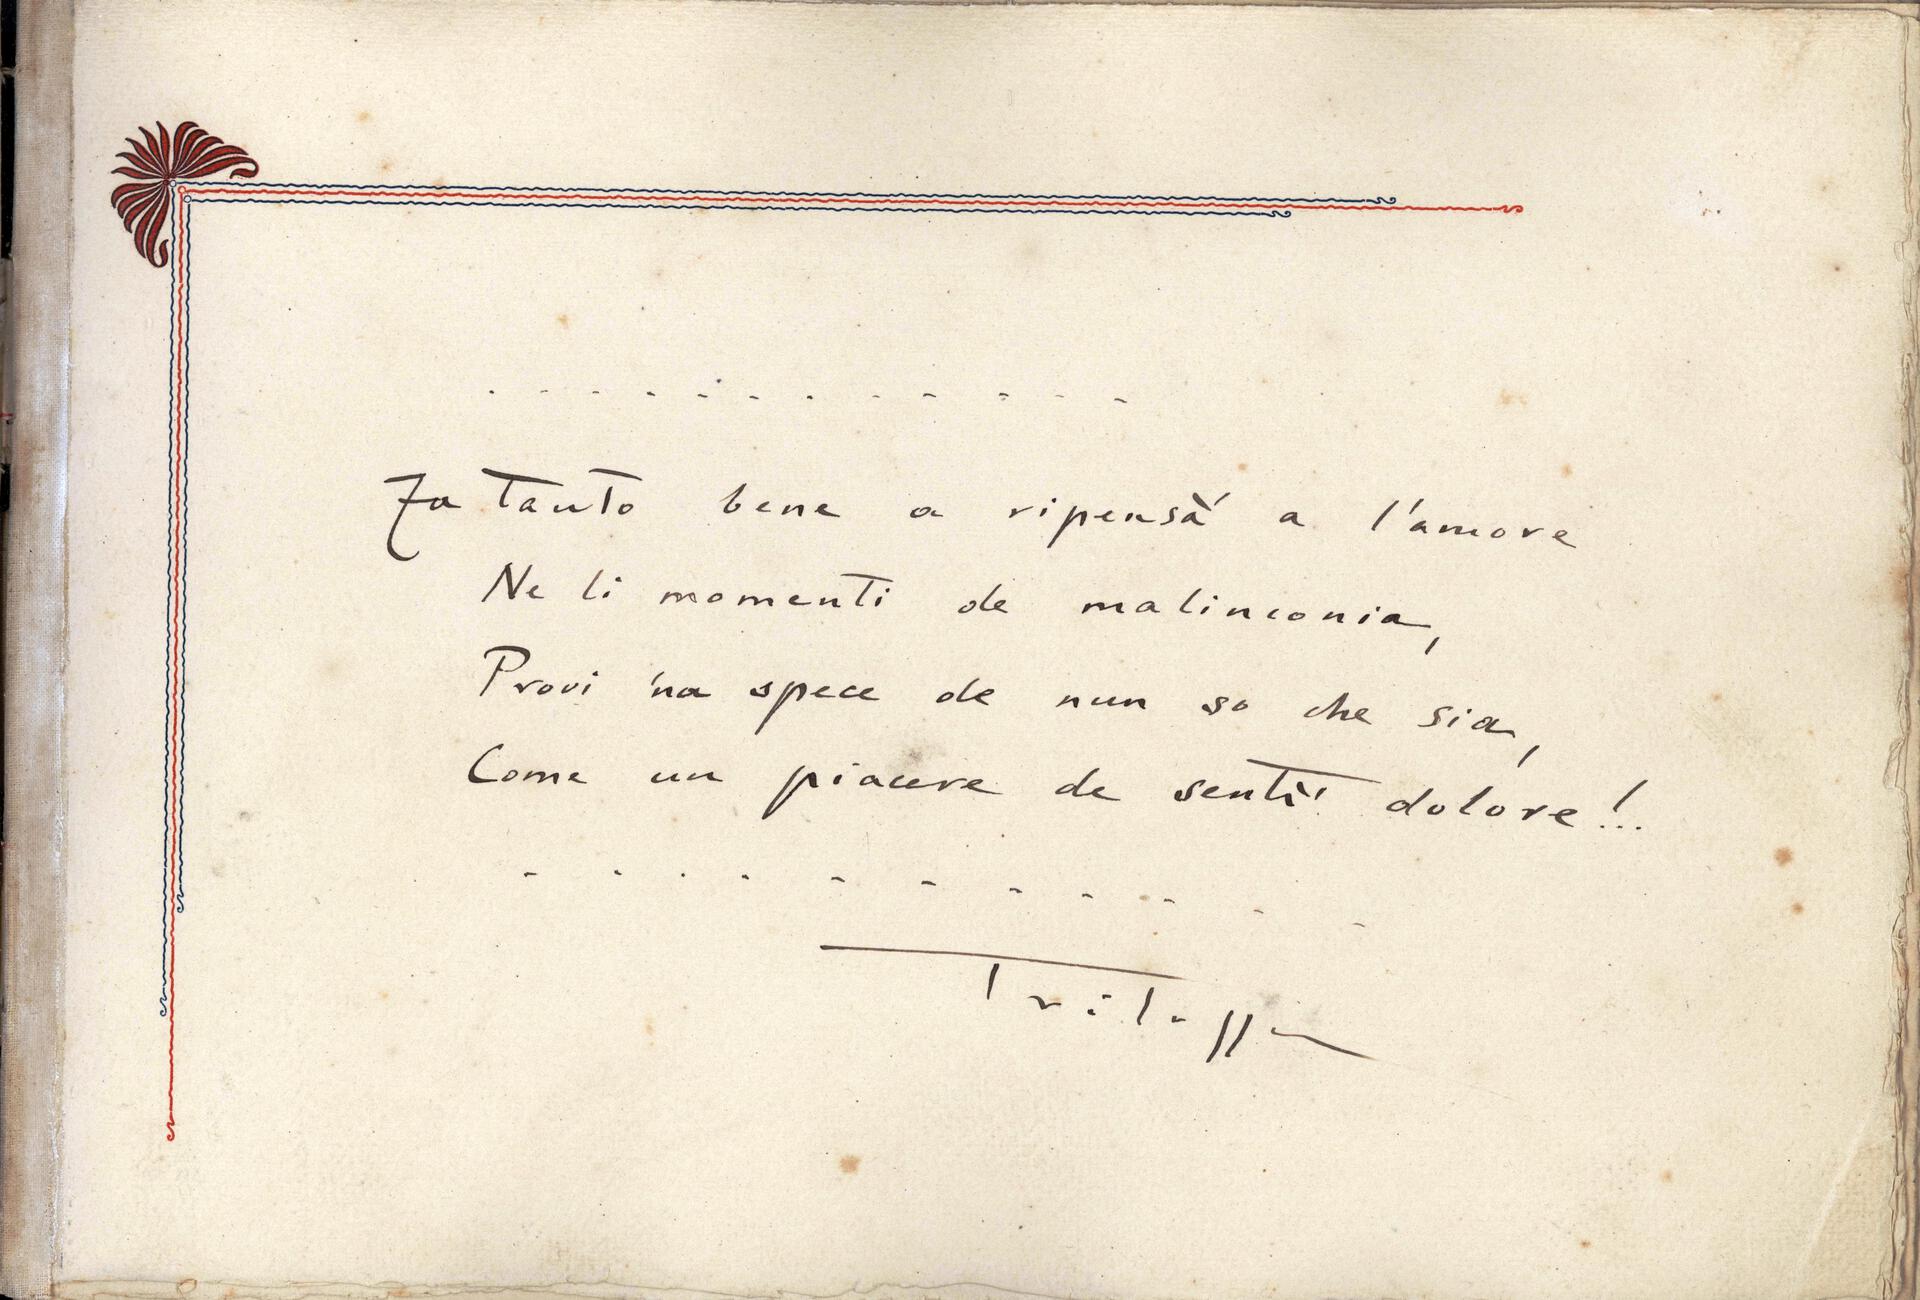 . . . . . . . . . . . .
Fa tanto bene a ripensà a l'amore
Ne li momenti de malinconia,
Provi 'na spece de nun so che sia,
Come un piacere de sentì dolore!...
. . . . . . . . . . .
Trilussa